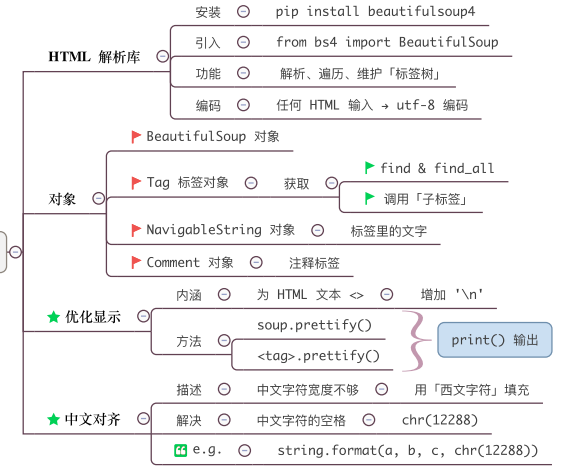 HTML 解析库
安装
pip install beautifulsoup4
引入
from bs4 import BeautifulSoup
功能
解析、遍历、维护「标签树」
编码
任何 HTML 输入 → utf-8 编码
对象
BeautifulSoup 对象
Tag 标签对象
获取
find & find_all
调用「子标签」
NavigableString 对象
标签里的文字
Comment 对象
注释标签
优化显示
内涵
为 HTML 文本 <>
增加 '\n'
方法
soup.prettify()
<tag>.prettify()
print() 输出
中文对齐
描述
中文字符宽度不够
用「西文字符」填充
解决
中文字符的空格
chr(12288)
e.g.
string.format(a, b, c, chr(12288))